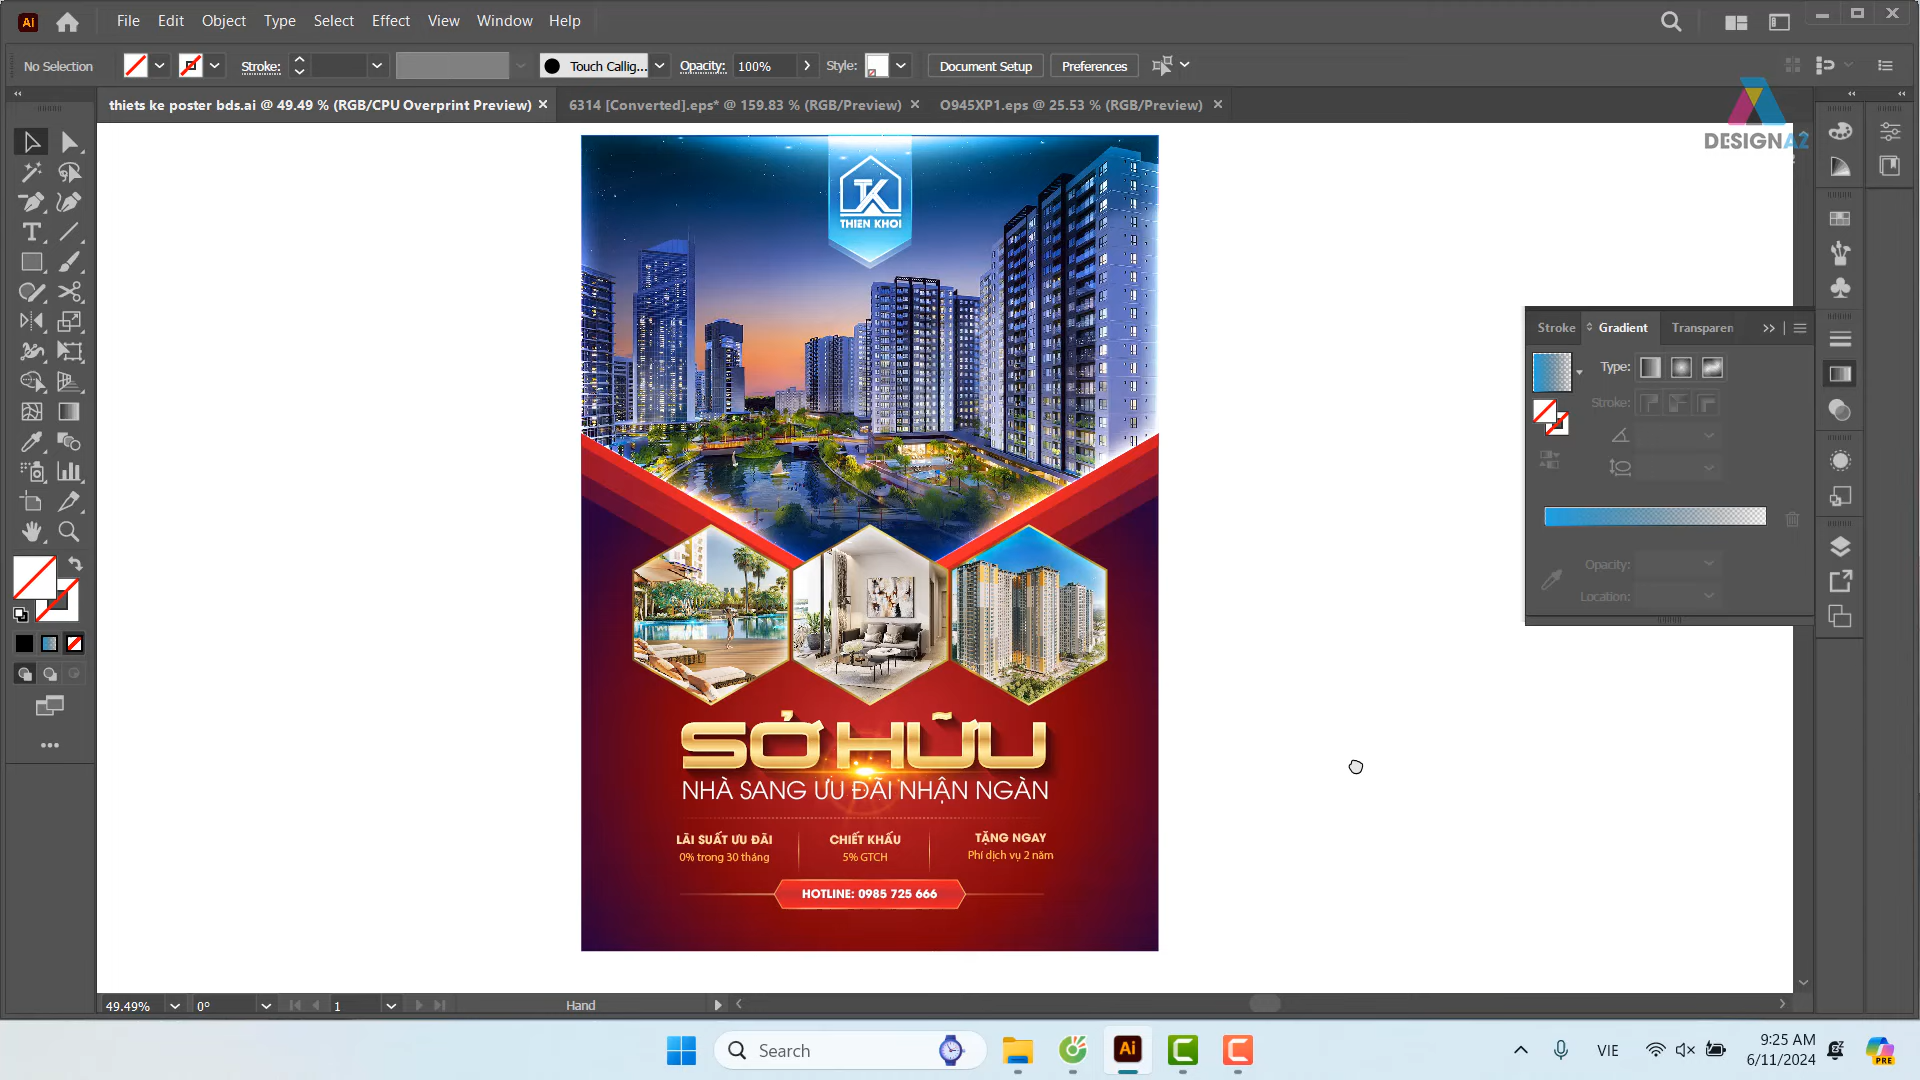 Ai
File Edit Object Type Select Effect View Window Help
No Selection Stroke: Touch Callig... Opacity: 100% Style: Document Setup Preferences
thiets ke poster bds.ai @ 49.49 % (RGB/CPU Overprint Preview) × 6314 [Converted].eps* @ 159.83 % (RGB/Preview) × O945XP1.eps @ 25.53 % (RGB/Preview) ×
DESIGNA2
TK
THIEN KHOI
Stroke Gradient Transparen
Type:
Stroke:
Opacity:
Location:
SỞ HỮU
NHÀ SANG ƯU ĐÃI NHẬN NGÀN
LÃI SUẤT ƯU ĐÃI
0% trong 30 tháng
CHIẾT KHẤU
5% GTCH
TẶNG NGAY
Phí dịch vụ 2 năm
HOTLINE: 0985 725 666
49.49% 0° 1 Hand
Search
Ai
VIE
9:25 AM
6/11/2024
PRE